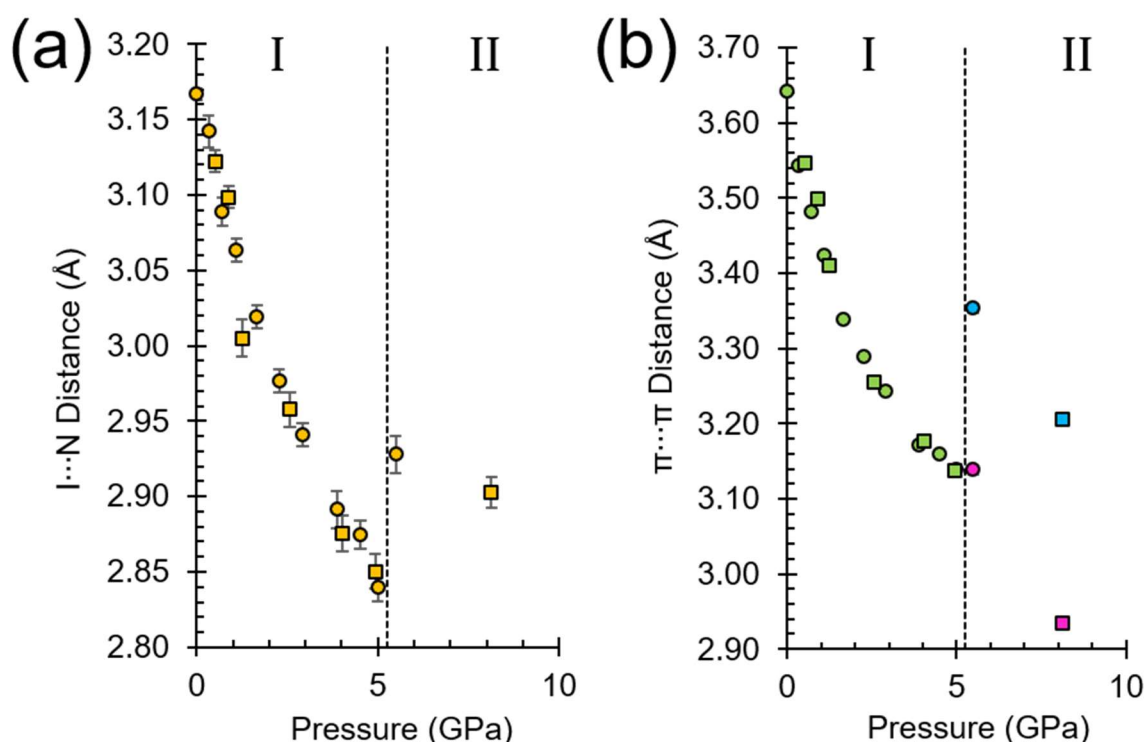 (a)
I II
I···N Distance (Å)
3.20
3.15
3.10
3.05
3.00
2.95
2.90
2.85
2.80
0 5 10
Pressure (GPa)
(b)
I II
π···π Distance (Å)
3.70
3.60
3.50
3.40
3.30
3.20
3.10
3.00
2.90
0 5 10
Pressure (GPa)